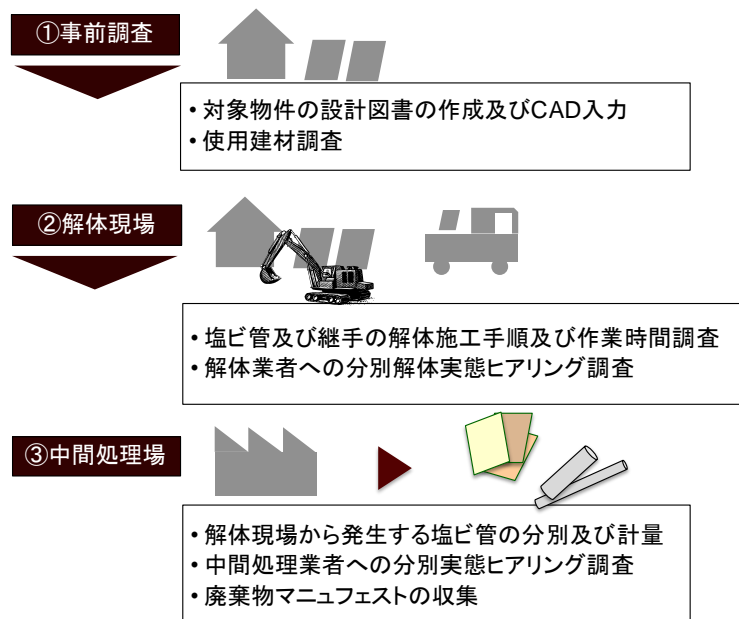 ①事前調査
• 対象物件の設計図書の作成及びCAD入力
• 使用建材調査
②解体現場
• 塩ビ管及び継手の解体施工手順及び作業時間調査
• 解体業者への分別解体実態ヒアリング調査
③中間処理場
• 解体現場から発生する塩ビ管の分別及び計量
• 中間処理業者への分別実態ヒアリング調査
• 廃棄物マニュフェストの収集